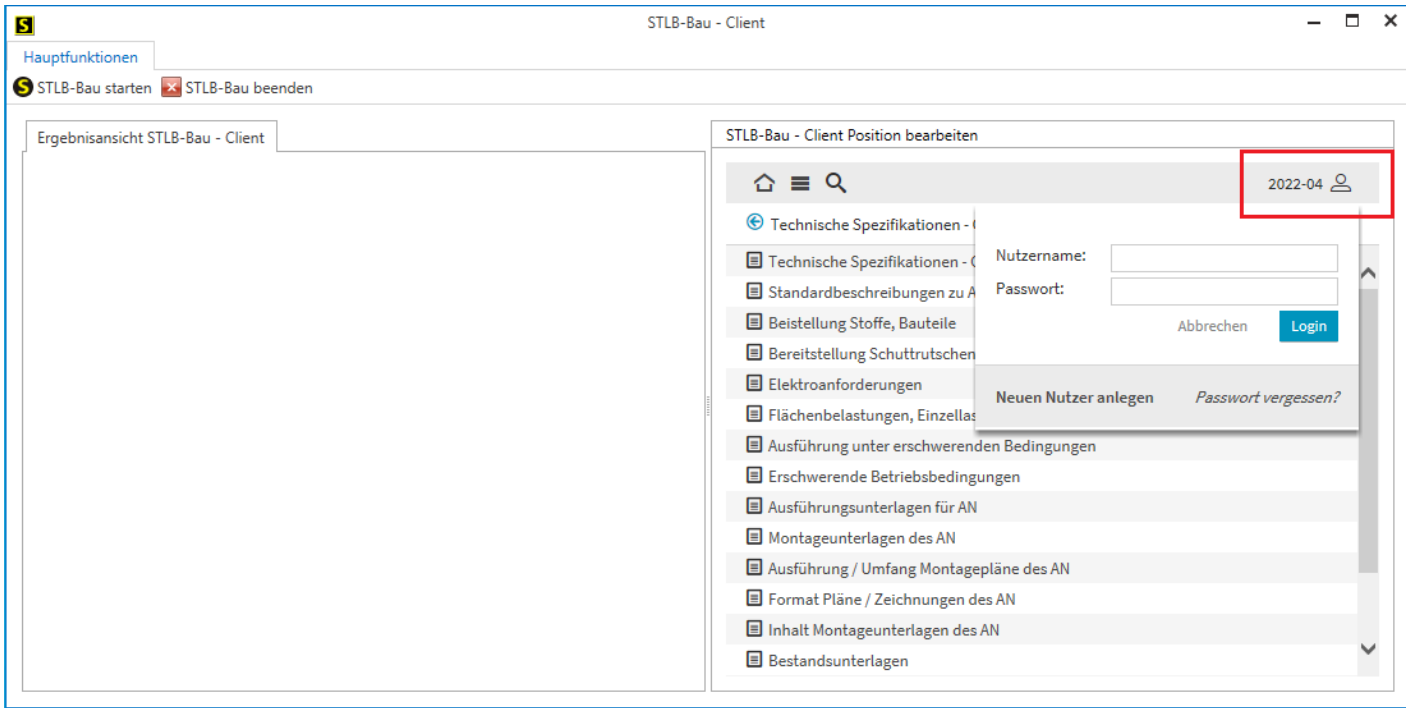 STLB-Bau - Client
Hauptfunktionen
STLB-Bau starten STLB-Bau beenden
Ergebnisansicht STLB-Bau - Client
STLB-Bau - Client Position bearbeiten
2022-04
Technische Spezifikationen -
Technische Spezifikationen -
Standardbeschreibungen zu
Beistellung Stoffe, Bauteile
Bereitstellung Schuttrutschen
Elektroanforderungen
Flächenbelastungen,
Ausführung unter erschwerenden Bedingungen
Erschwerende Betriebsbedingungen
Ausführungsunterlagen für AN
Montageunterlagen des AN
Ausführung / Umfang Montagepläne des AN
Format Pläne / Zeichnungen des AN
Inhalt Montageunterlagen des AN
Bestandsunterlagen
Nutzername:
Passwort:
Abbrechen Login
Neuen Nutzer anlegen Passwort vergessen?